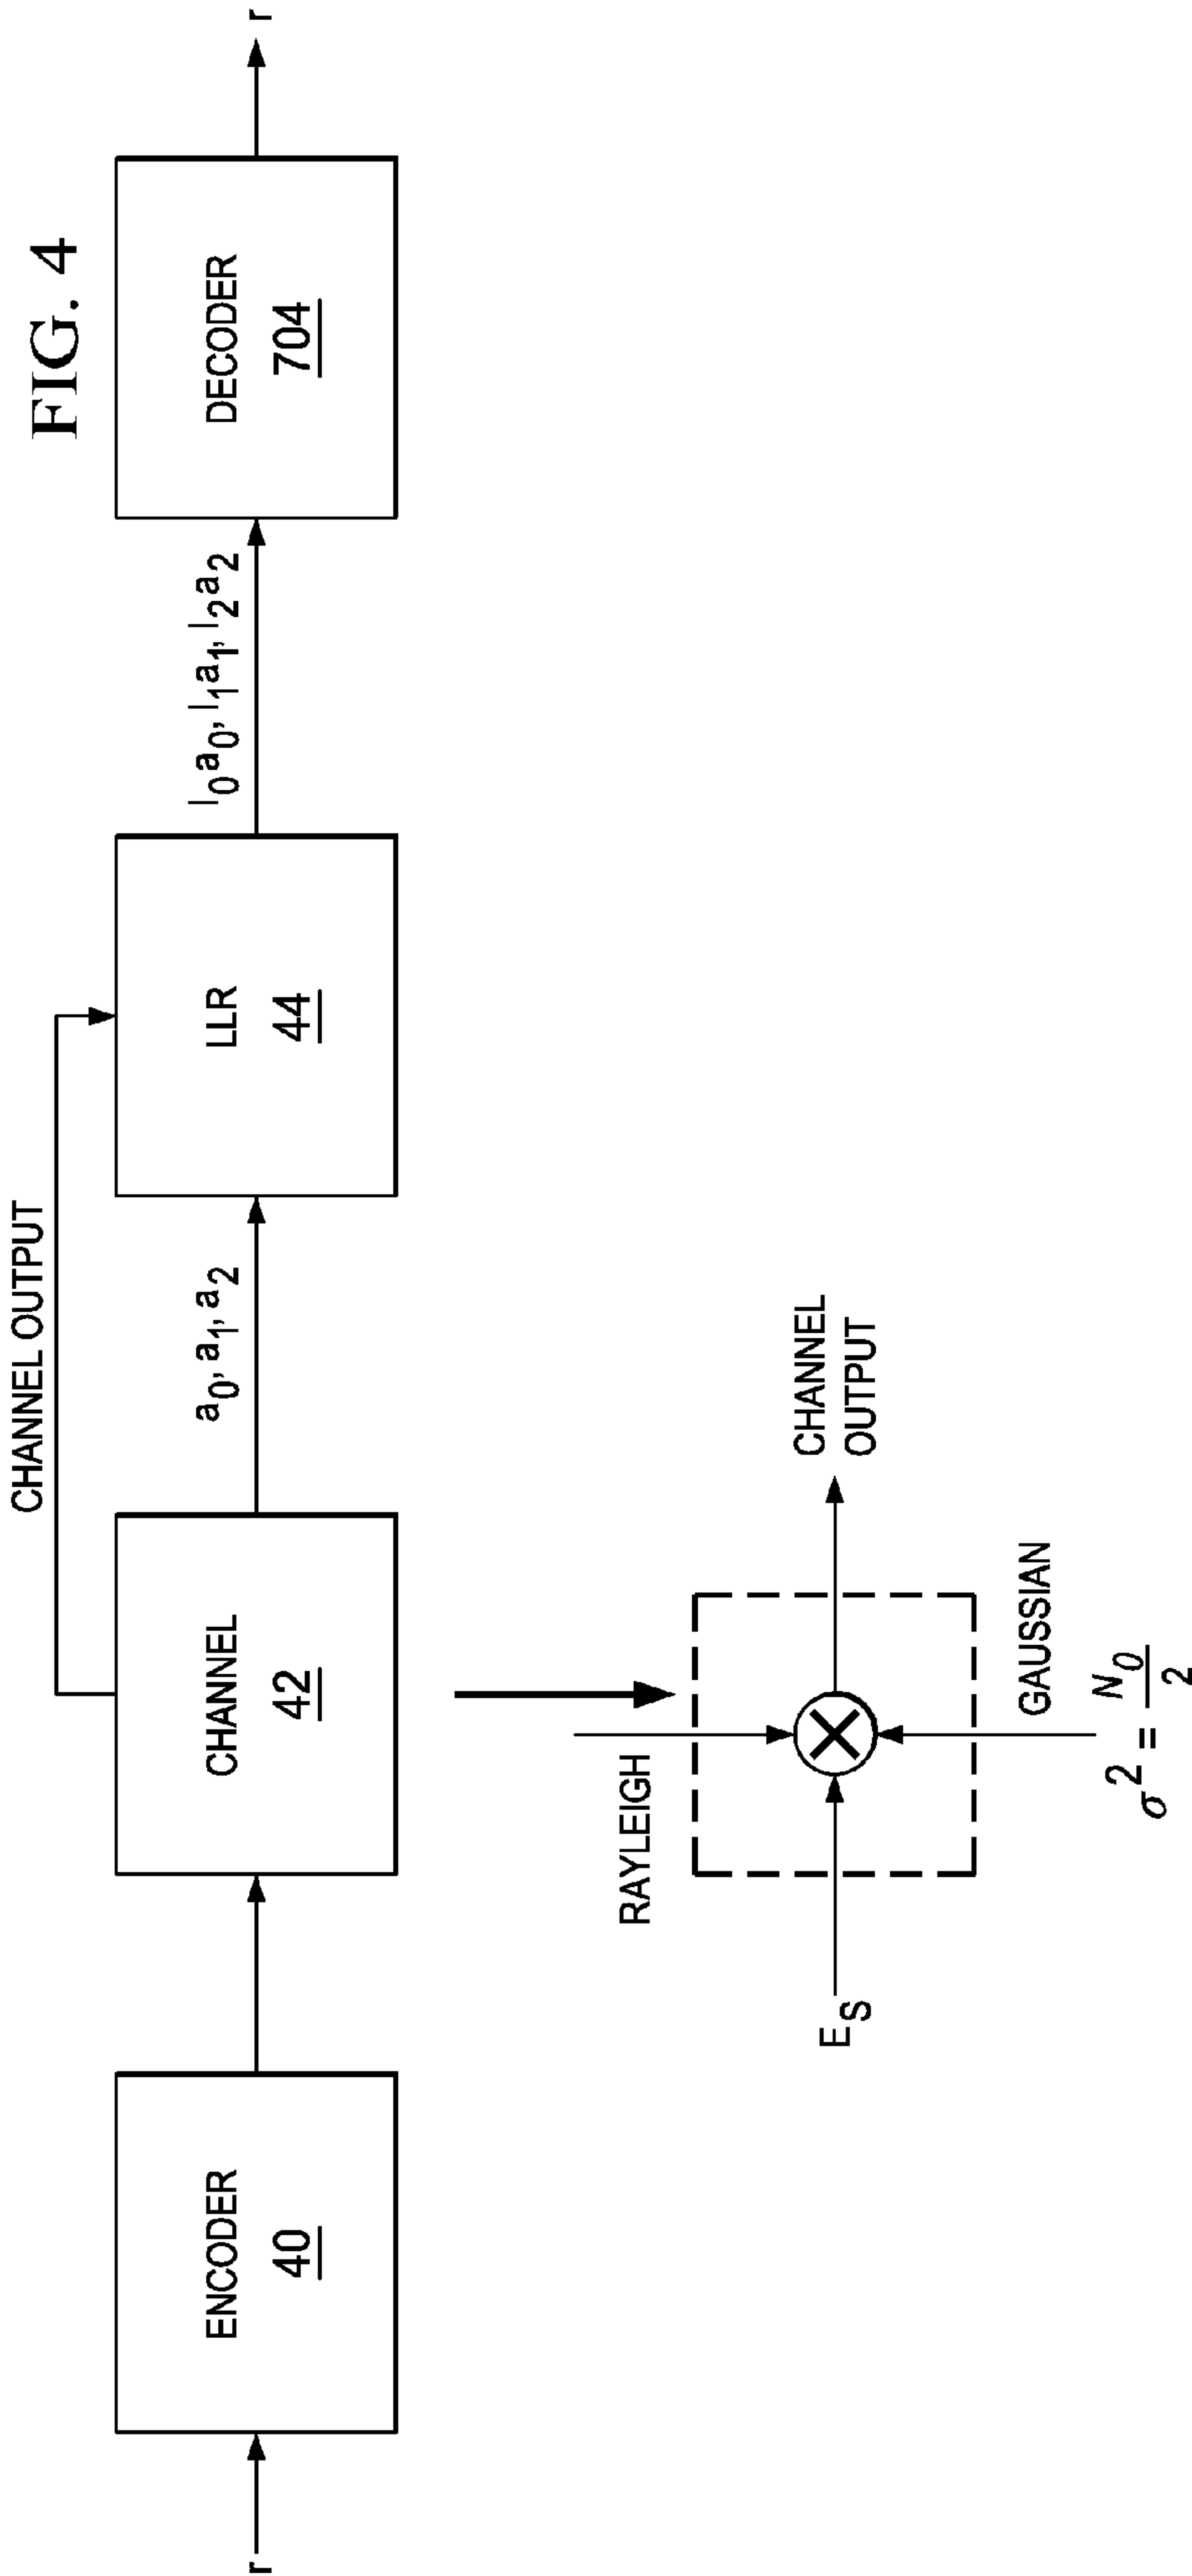 FIG. 4
CHANNEL OUTPUT
r
ENCODER
40
CHANNEL
42
a0, a1, a2
LLR
44
l0a0, l1a1, l2a2
DECODER
704
r
RAYLEIGH
ES
CHANNEL
OUTPUT
GAUSSIAN
σ2 = N0/2